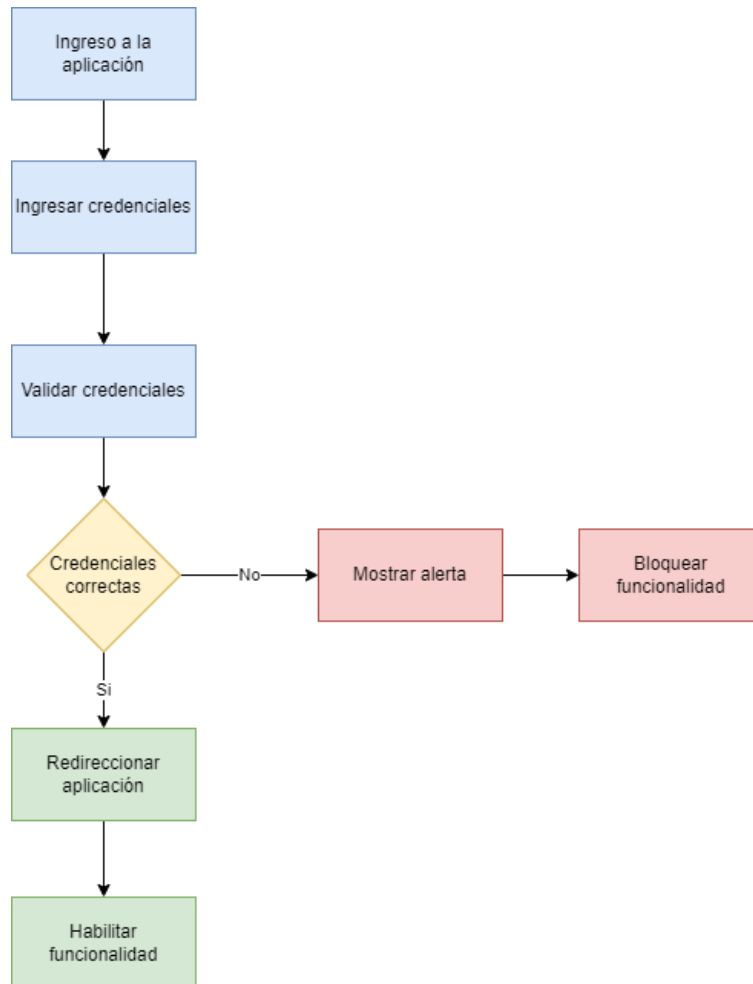 Ingreso a la
aplicación
Ingresar credenciales
Validar credenciales
Credenciales
correctas
No
Mostrar alerta
Bloquear
funcionalidad
Si
Redireccionar
aplicación
Habilitar
funcionalidad